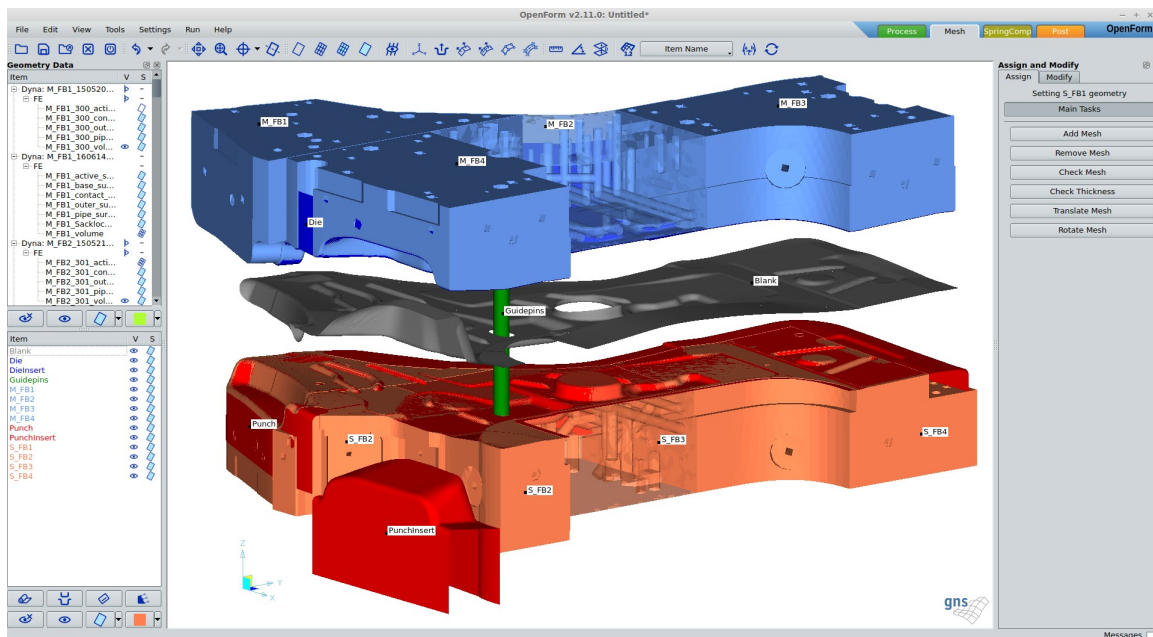 OpenForm v2.11.0: Untitled*
File Edit View Tools Settings Run Help
Process Mesh SpringComp Post OpenForm
Item Name
Geometry Data
Item V S
Dyna: M_FB1_150520...
FE
M_FB1_300_acti...
M_FB1_300_con...
M_FB1_300_out...
M_FB1_300_pip...
M_FB1_300_vol...
Dyna: M_FB1_160614...
FE
M_FB1_active_s...
M_FB1_base_su...
M_FB1_contact_...
M_FB1_outer_su...
M_FB1_pipe_sur...
M_FB1_Sackloc...
M_FB1_volume
Dyna: M_FB2_150521...
FE
M_FB2_301_acti...
M_FB2_301_con...
M_FB2_301_out...
M_FB2_301_pip...
M_FB2_301_vol...
Item V S
Blank
Die
DieInsert
Guidepins
M_FB1
M_FB2
M_FB3
M_FB4
Punch
PunchInsert
S_FB1
S_FB2
S_FB3
S_FB4
M_FB1
M_FB2
M_FB3
M_FB4
Die
Blank
Guidepins
Punch
S_FB2
S_FB3
S_FB4
S_FB2
PunchInsert
Z
Y
X
gns
Assign and Modify
Assign Modify
Setting S_FB1 geometry
Main Tasks
Add Mesh
Remove Mesh
Check Mesh
Check Thickness
Translate Mesh
Rotate Mesh
Messages